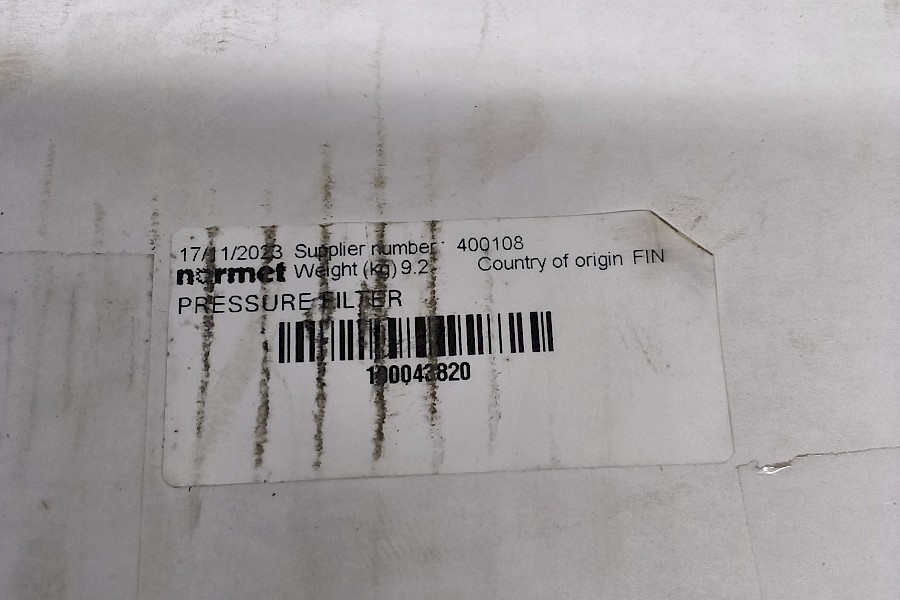 17/11/2023 Supplier number: 400108
normet Weight (kg) 9.2 Country of origin FIN
PRESSURE FILTER
100043820